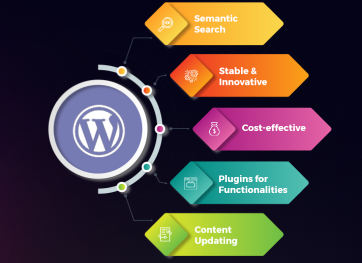 Semantic
Search
Stable &
Innovative
Cost-effective
Plugins for
Functionalities
Content
Updating